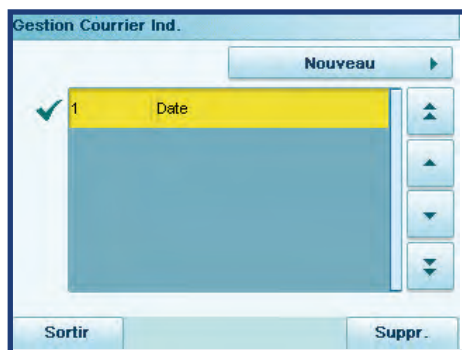 Gestion Courrier Ind.
Nouveau
1 Date
Sortir Suppr.